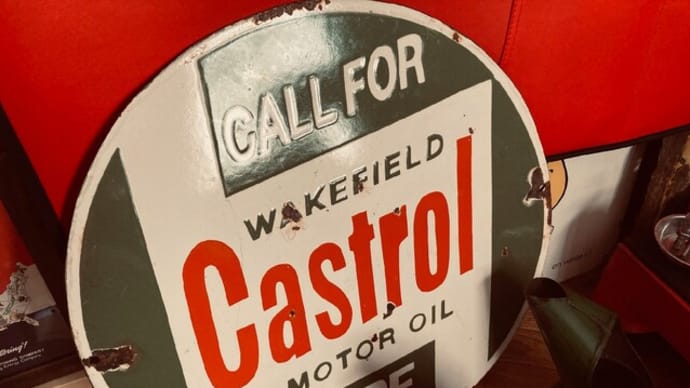 CALL FOR
WAKEFIELD
Castrol
MOTOR OIL